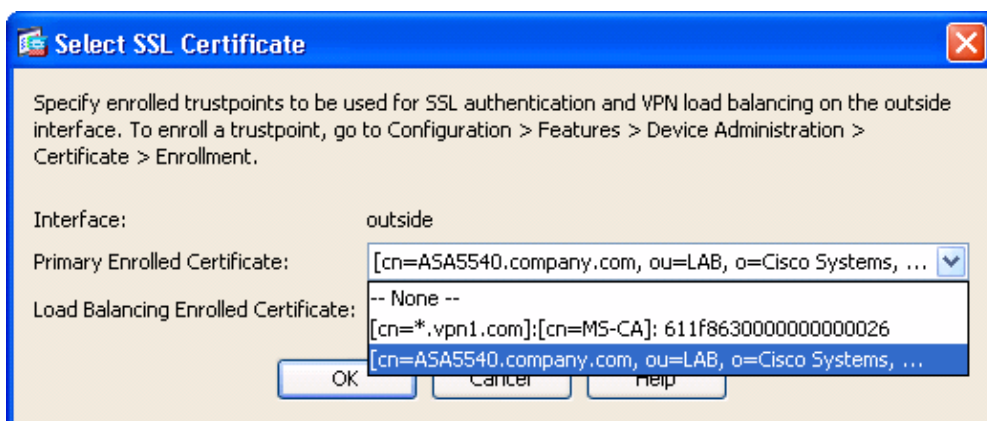 Select SSL Certificate
Specify enrolled trustpoints to be used for SSL authentication and VPN load balancing on the outside
interface. To enroll a trustpoint, go to Configuration > Features > Device Administration >
Certificate > Enrollment.
Interface: outside
Primary Enrolled Certificate: [cn=ASA5540.company.com, ou=LAB, o=Cisco Systems, ...
Load Balancing Enrolled Certificate:
-- None --
[cn=*.vpn1.com]:[cn=MS-CA]: 611f8630000000000026
[cn=ASA5540.company.com, ou=LAB, o=Cisco Systems, ...
OK Cancel Help